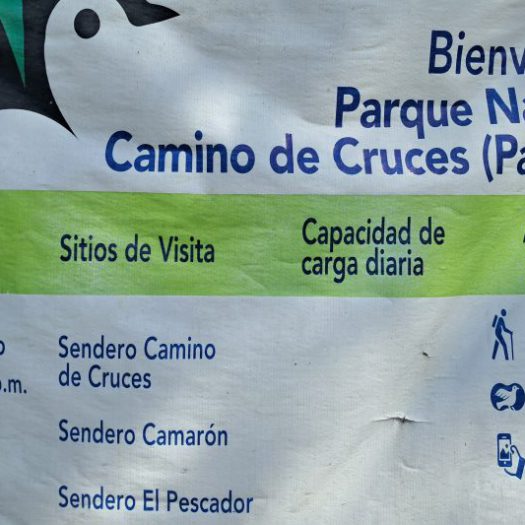 Bienv
Parque Na
Camino de Cruces (Pa
Sitios de Visita
Capacidad de
carga diaria
o
p.m.
Sendero Camino
de Cruces
Sendero Camarón
Sendero El Pescador